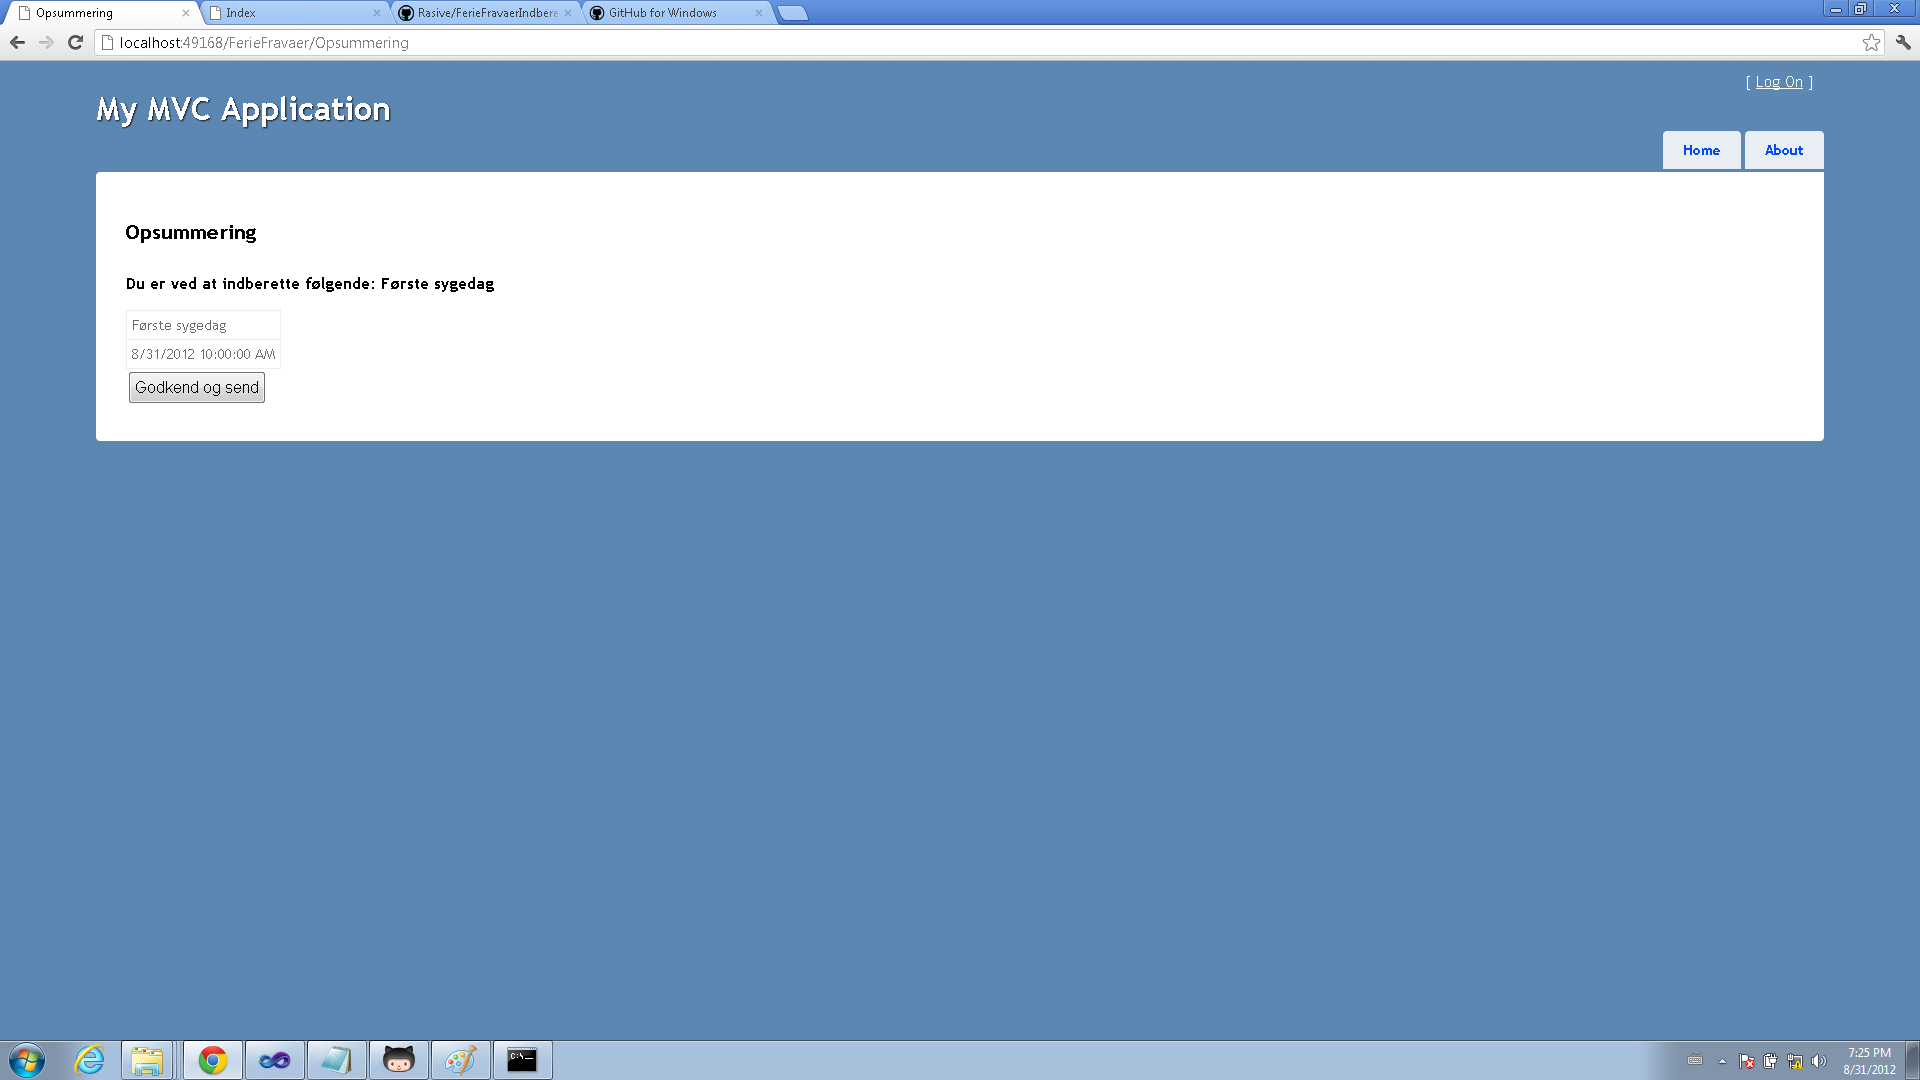 Opsummering
Index
Rasive/FerieFravaerIndbere
GitHub for Windows
localhost:49168/FerieFravaer/Opsummering
[ Log On ]
My MVC Application
Home
About
Opsummering
Du er ved at indberette følgende: Første sygedag
Første sygedag
8/31/2012 10:00:00 AM
Godkend og send
C:\_
7:25 PM
8/31/2012